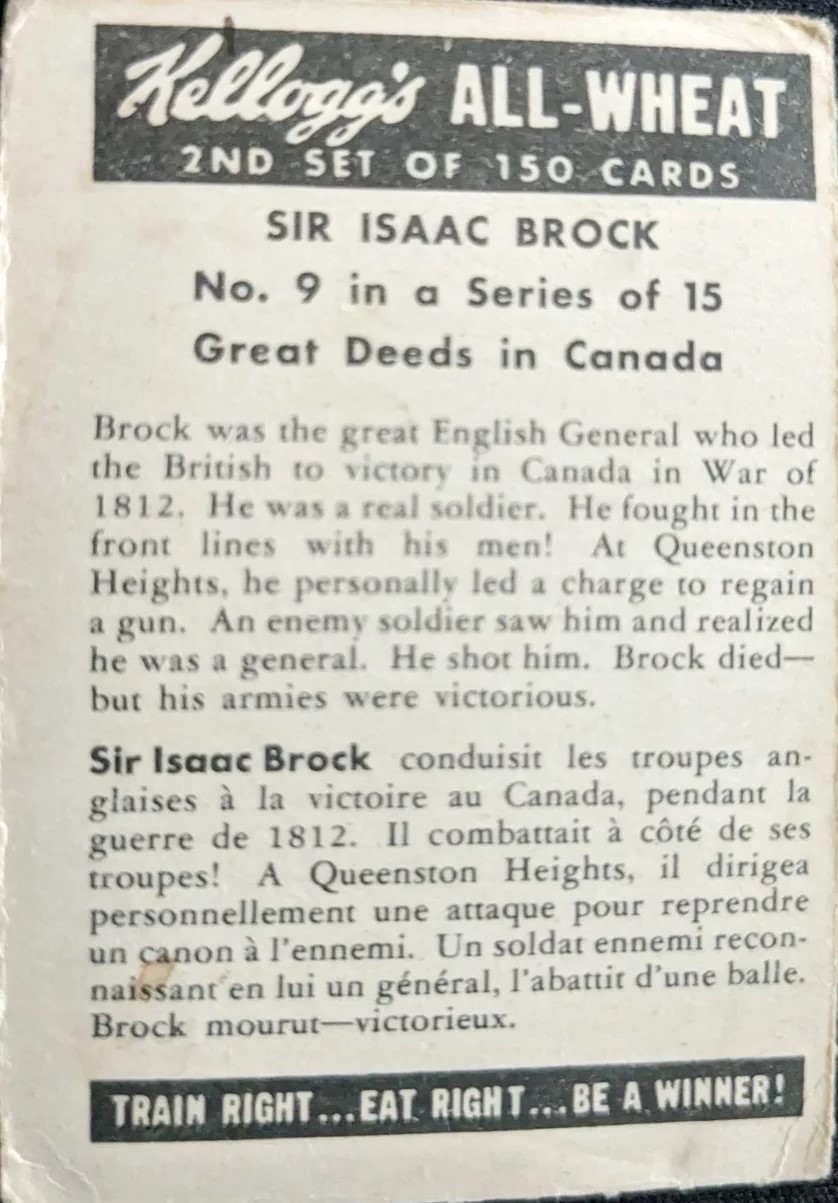 Kellogg's ALL-WHEAT
2ND SET OF 150 CARDS
SIR ISAAC BROCK
No. 9 in a Series of 15
Great Deeds in Canada
Brock was the great English General who led
the British to victory in Canada in War of
1812. He was a real soldier. He fought in the
front lines with his men! At Queenston
Heights, he personally led a charge to regain
a gun. An enemy soldier saw him and realized
he was a general. He shot him. Brock died—
but his armies were victorious.
Sir Isaac Brock conduisit les troupes an-
glaises à la victoire au Canada, pendant la
guerre de 1812. Il combattait à côté de ses
troupes! A Queenston Heights, il dirigea
personnellement une attaque pour reprendre
un canon à l'ennemi. Un soldat ennemi recon-
naissant en lui un général, l'abattit d'une balle.
Brock mourut—victorieux.
TRAIN RIGHT...EAT RIGHT...BE A WINNER!